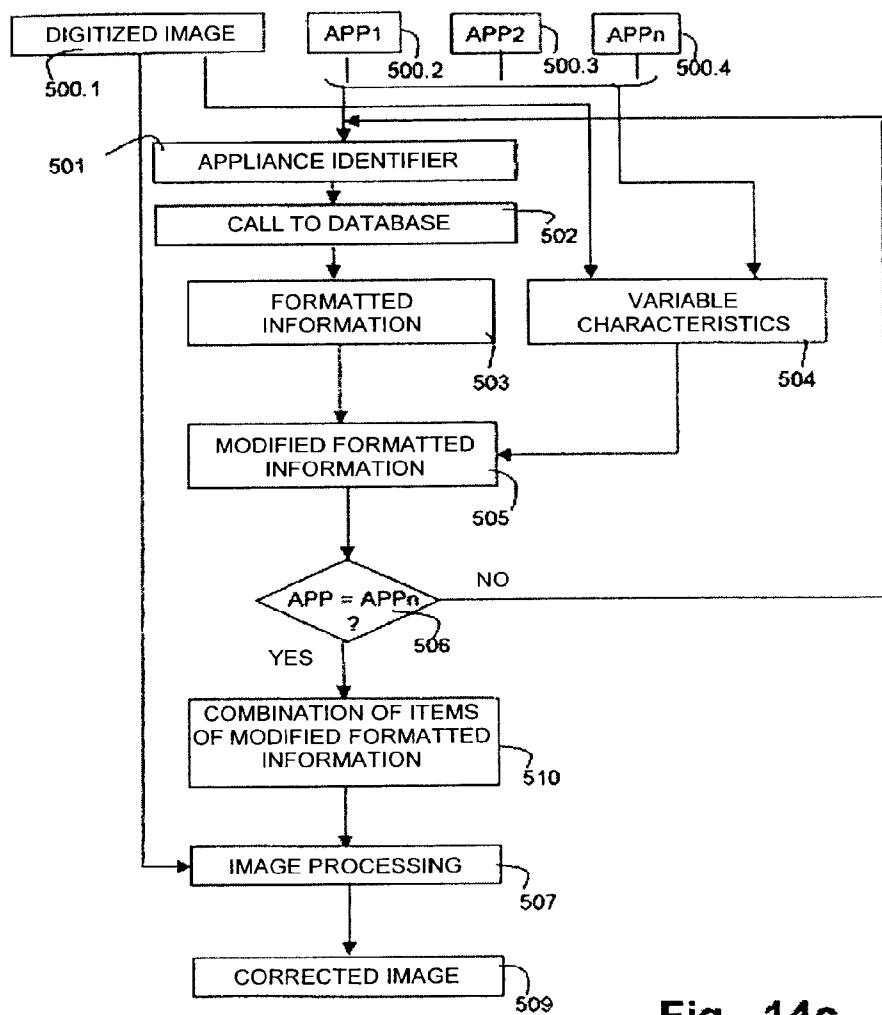 DIGITIZED IMAGE
APP1
APP2
APPn
500.1
500.2
500.3
500.4
501
APPLIANCE IDENTIFIER
CALL TO DATABASE
502
FORMATTED
INFORMATION
503
VARIABLE
CHARACTERISTICS
504
MODIFIED FORMATTED
INFORMATION
505
APP = APPn
?
506
NO
YES
COMBINATION OF ITEMS
OF MODIFIED FORMATTED
INFORMATION
510
IMAGE PROCESSING
507
CORRECTED IMAGE
509